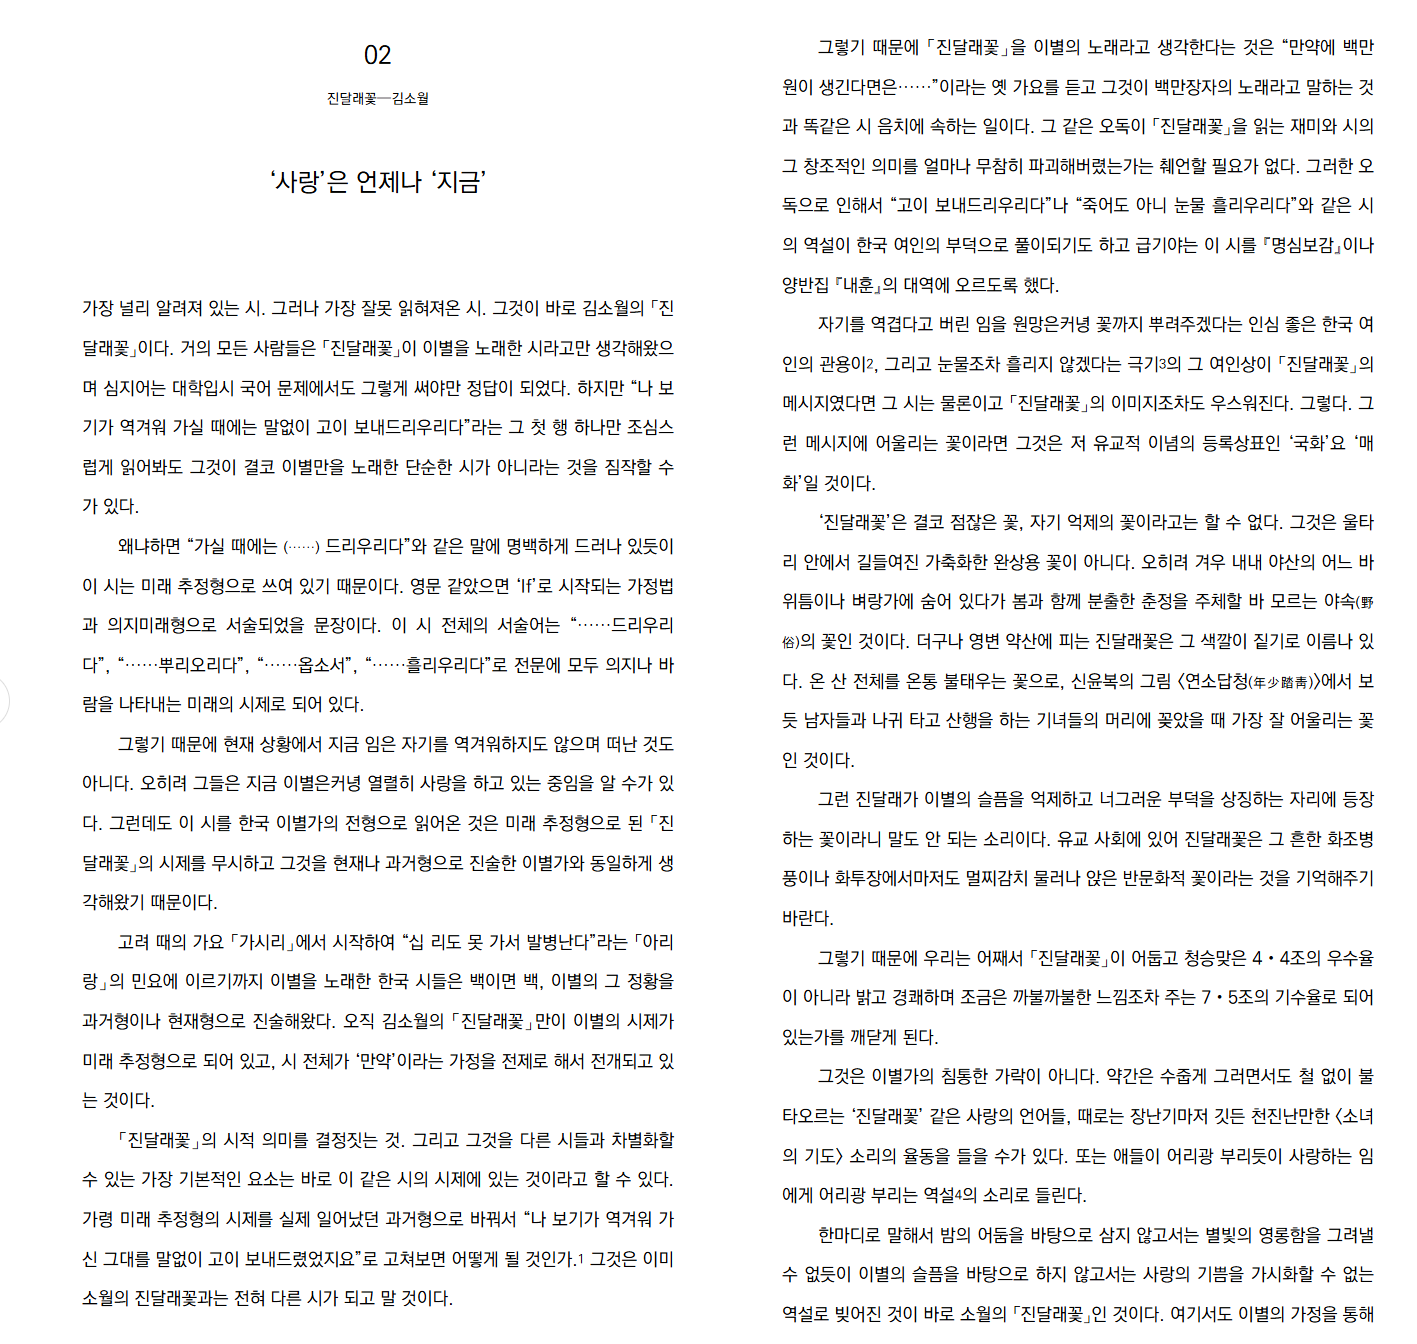 02
진달래꽃—김소월
‘사랑’은 언제나 ‘지금’
가장 널리 알려져 있는 시. 그러나 가장 잘못 읽혀져온 시. 그것이 바로 김소월의 「진
달래꽃」이다. 거의 모든 사람들은 「진달래꽃」이 이별을 노래한 시라고만 생각해왔으
며 심지어는 대학입시 국어 문제에서도 그렇게 써야만 정답이 되었다. 하지만 “나 보
기가 역겨워 가실 때에는 말없이 고이 보내드리우리다”라는 그 첫 행 하나만 조심스
럽게 읽어봐도 그것이 결코 이별만을 노래한 단순한 시가 아니라는 것을 짐작할 수
가 있다.
왜냐하면 “가실 때에는 (……) 드리우리다”와 같은 말에 명백하게 드러나 있듯이
이 시는 미래 추정형으로 쓰여 있기 때문이다. 영문 같았으면 ‘If’로 시작되는 가정법
과 의지미래형으로 서술되었을 문장이다. 이 시 전체의 서술어는 “……드리우리
다”, “……뿌리오리다”, “……옵소서”, “……흘리우리다”로 전문에 모두 의지나 바
람을 나타내는 미래의 시제로 되어 있다.
그렇기 때문에 현재 상황에서 지금 임은 자기를 역겨워하지도 않으며 떠난 것도
아니다. 오히려 그들은 지금 이별은커녕 열렬히 사랑을 하고 있는 중임을 알 수가 있
다. 그런데도 이 시를 한국 이별가의 전형으로 읽어온 것은 미래 추정형으로 된 「진
달래꽃」의 시제를 무시하고 그것을 현재나 과거형으로 진술한 이별가와 동일하게 생
각해왔기 때문이다.
고려 때의 가요 「가시리」에서 시작하여 “십 리도 못 가서 발병난다”라는 「아리
랑」의 민요에 이르기까지 이별을 노래한 한국 시들은 백이면 백, 이별의 그 정황을
과거형이나 현재형으로 진술해왔다. 오직 김소월의 「진달래꽃」만이 이별의 시제가
미래 추정형으로 되어 있고, 시 전체가 ‘만약’이라는 가정을 전제로 해서 전개되고 있
는 것이다.
「진달래꽃」의 시적 의미를 결정짓는 것. 그리고 그것을 다른 시들과 차별화할
수 있는 가장 기본적인 요소는 바로 이 같은 시의 시제에 있는 것이라고 할 수 있다.
가령 미래 추정형의 시제를 실제 일어났던 과거형으로 바꿔서 “나 보기가 역겨워 가
신 그대를 말없이 고이 보내드렸었지요”로 고쳐보면 어떻게 될 것인가.1 그것은 이미
소월의 진달래꽃과는 전혀 다른 시가 되고 말 것이다.
그렇기 때문에 「진달래꽃」을 이별의 노래라고 생각한다는 것은 “만약에 백만
원이 생긴다면은……”이라는 옛 가요를 듣고 그것이 백만장자의 노래라고 말하는 것
과 똑같은 시 음치에 속하는 일이다. 그 같은 오독이 「진달래꽃」을 읽는 재미와 시의
그 창조적인 의미를 얼마나 무참히 파괴해버렸는가는 췌언할 필요가 없다. 그러한 오
독으로 인해서 “고이 보내드리우리다”나 “죽어도 아니 눈물 흘리우리다”와 같은 시
의 역설이 한국 여인의 부덕으로 풀이되기도 하고 급기야는 이 시를 『명심보감』이나
양반집 『내훈』의 대역에 오르도록 했다.
자기를 역겹다고 버린 임을 원망은커녕 꽃까지 뿌려주겠다는 인심 좋은 한국 여
인의 관용이2, 그리고 눈물조차 흘리지 않겠다는 극기3의 그 여인상이 「진달래꽃」의
메시지였다면 그 시는 물론이고 「진달래꽃」의 이미지조차도 우스워진다. 그렇다. 그
런 메시지에 어울리는 꽃이라면 그것은 저 유교적 이념의 등록상표인 ‘국화’요 ‘매
화’일 것이다.
‘진달래꽃’은 결코 점잖은 꽃, 자기 억제의 꽃이라고는 할 수 없다. 그것은 울타
리 안에서 길들여진 가축화한 완상용 꽃이 아니다. 오히려 겨우 내내 야산의 어느 바
위틈이나 벼랑가에 숨어 있다가 봄과 함께 분출한 춘정을 주체할 바 모르는 야속(野
俗)의 꽃인 것이다. 더구나 영변 약산에 피는 진달래꽃은 그 색깔이 짙기로 이름나 있
다. 온 산 전체를 온통 불태우는 꽃으로, 신윤복의 그림 〈연소답청(年少踏靑)〉에서 보
듯 남자들과 나귀 타고 산행을 하는 기녀들의 머리에 꽂았을 때 가장 잘 어울리는 꽃
인 것이다.
그런 진달래가 이별의 슬픔을 억제하고 너그러운 부덕을 상징하는 자리에 등장
하는 꽃이라니 말도 안 되는 소리이다. 유교 사회에 있어 진달래꽃은 그 흔한 화조병
풍이나 화투장에서마저도 멀찌감치 물러나 앉은 반문화적 꽃이라는 것을 기억해주기
바란다.
그렇기 때문에 우리는 어째서 「진달래꽃」이 어둡고 청승맞은 4・4조의 우수율
이 아니라 밝고 경쾌하며 조금은 까불까불한 느낌조차 주는 7・5조의 기수율로 되어
있는가를 깨닫게 된다.
그것은 이별가의 침통한 가락이 아니다. 약간은 수줍게 그러면서도 철 없이 불
타오르는 ‘진달래꽃’ 같은 사랑의 언어들, 때로는 장난기마저 깃든 천진난만한 〈소녀
의 기도〉 소리의 율동을 들을 수가 있다. 또는 애들이 어리광 부리듯이 사랑하는 임
에게 어리광 부리는 역설4의 소리로 들린다.
한마디로 말해서 밤의 어둠을 바탕으로 삼지 않고서는 별빛의 영롱함을 그려낼
수 없듯이 이별의 슬픔을 바탕으로 하지 않고서는 사랑의 기쁨을 가시화할 수 없는
역설로 빚어진 것이 바로 소월의 「진달래꽃」인 것이다. 여기서도 이별의 가정을 통해